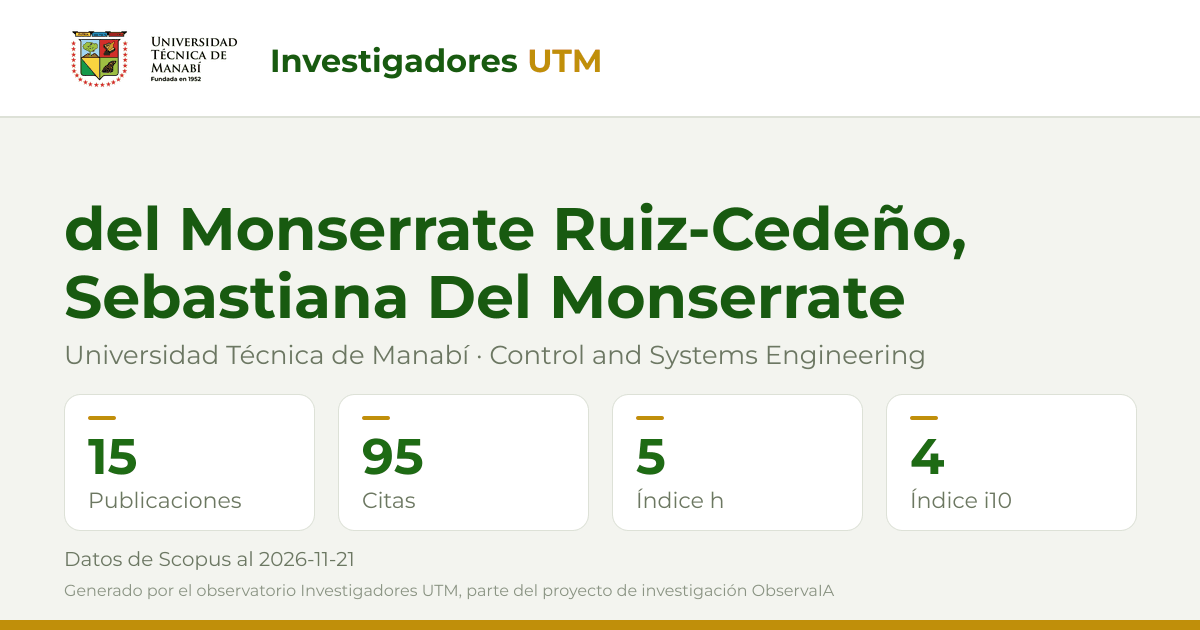 UNIVERSIDAD
TÉCNICA DE
MANABÍ
Fundada en 1952
Investigadores UTM
del Monserrate Ruiz-Cedeño,
Sebastiana Del Monserrate
Universidad Técnica de Manabí · Control and Systems Engineering
15
Publicaciones
95
Citas
5
Índice h
4
Índice i10
Datos de Scopus al 2026-11-21
Generado por el observatorio Investigadores UTM, parte del proyecto de investigación ObservaIA